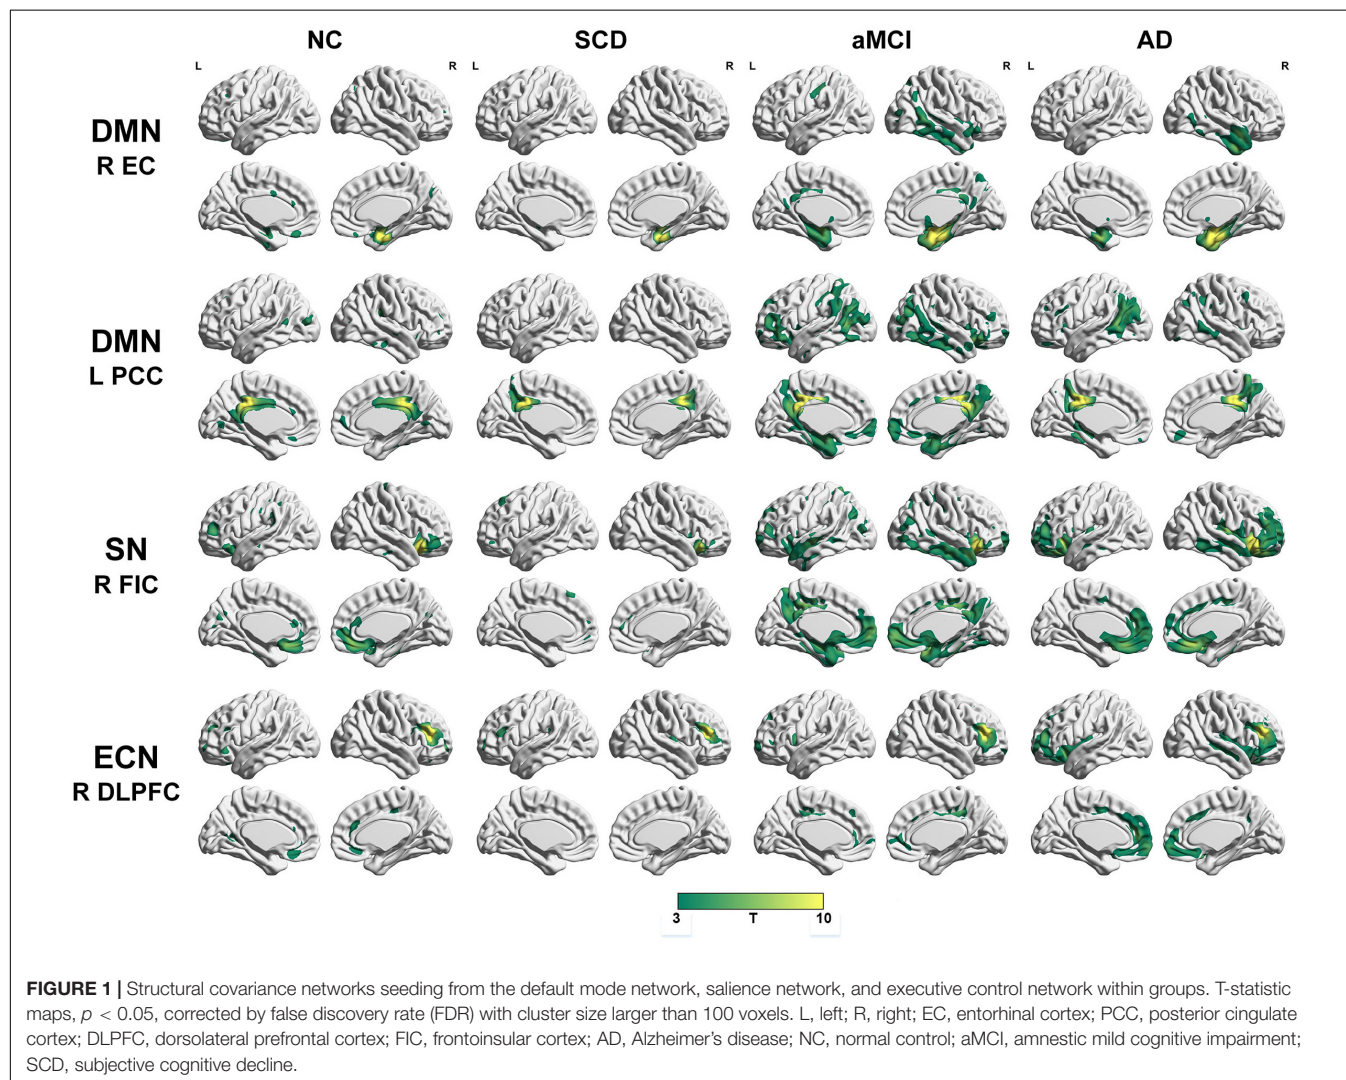 NC SCD aMCI AD
L R L R L R L R
DMN
R EC
DMN
L PCC
SN
R FIC
ECN
R DLPFC
3 T 10
FIGURE 1 | Structural covariance networks seeding from the default mode network, salience network, and executive control network within groups. T-statistic
maps, p < 0.05, corrected by false discovery rate (FDR) with cluster size larger than 100 voxels. L, left; R, right; EC, entorhinal cortex; PCC, posterior cingulate
cortex; DLPFC, dorsolateral prefrontal cortex; FIC, frontoinsular cortex; AD, Alzheimer’s disease; NC, normal control; aMCI, amnestic mild cognitive impairment;
SCD, subjective cognitive decline.